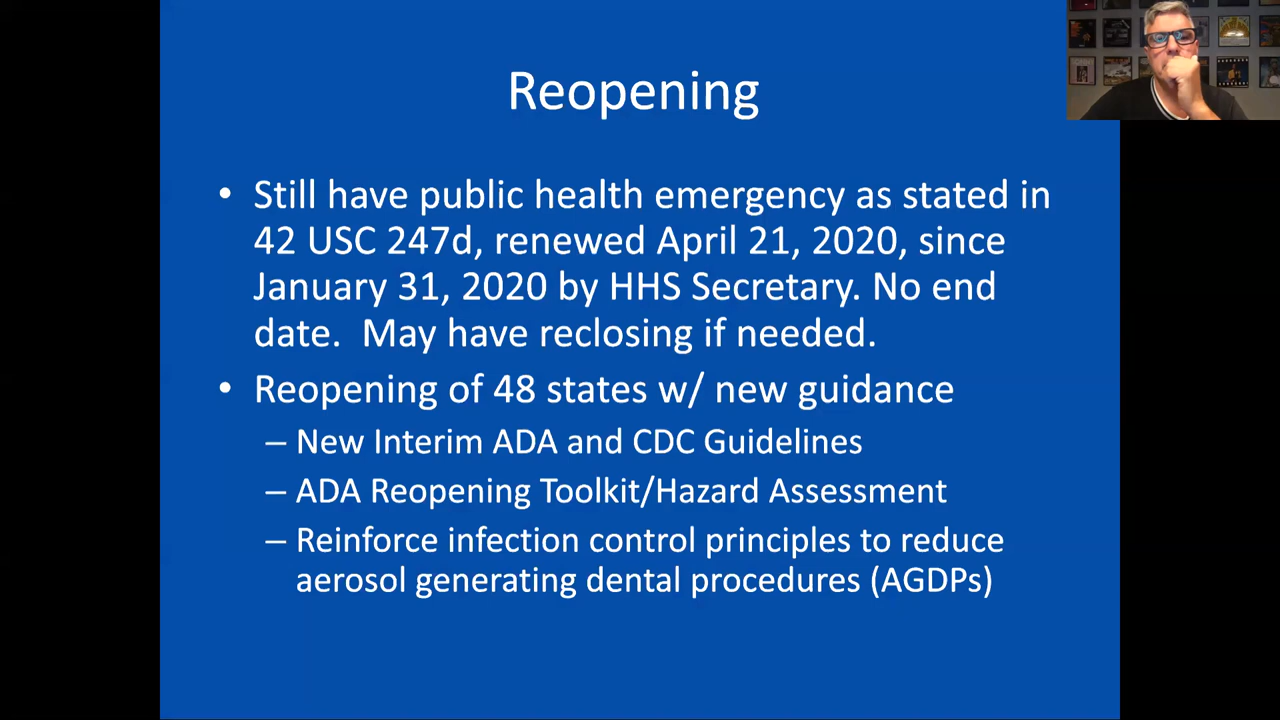 Reopening
• Still have public health emergency as stated in
42 USC 247d, renewed April 21, 2020, since
January 31, 2020 by HHS Secretary. No end
date.  May have reclosing if needed.
• Reopening of 48 states w/ new guidance
– New Interim ADA and CDC Guidelines
– ADA Reopening Toolkit/Hazard Assessment
– Reinforce infection control principles to reduce
aerosol generating dental procedures (AGDPs)